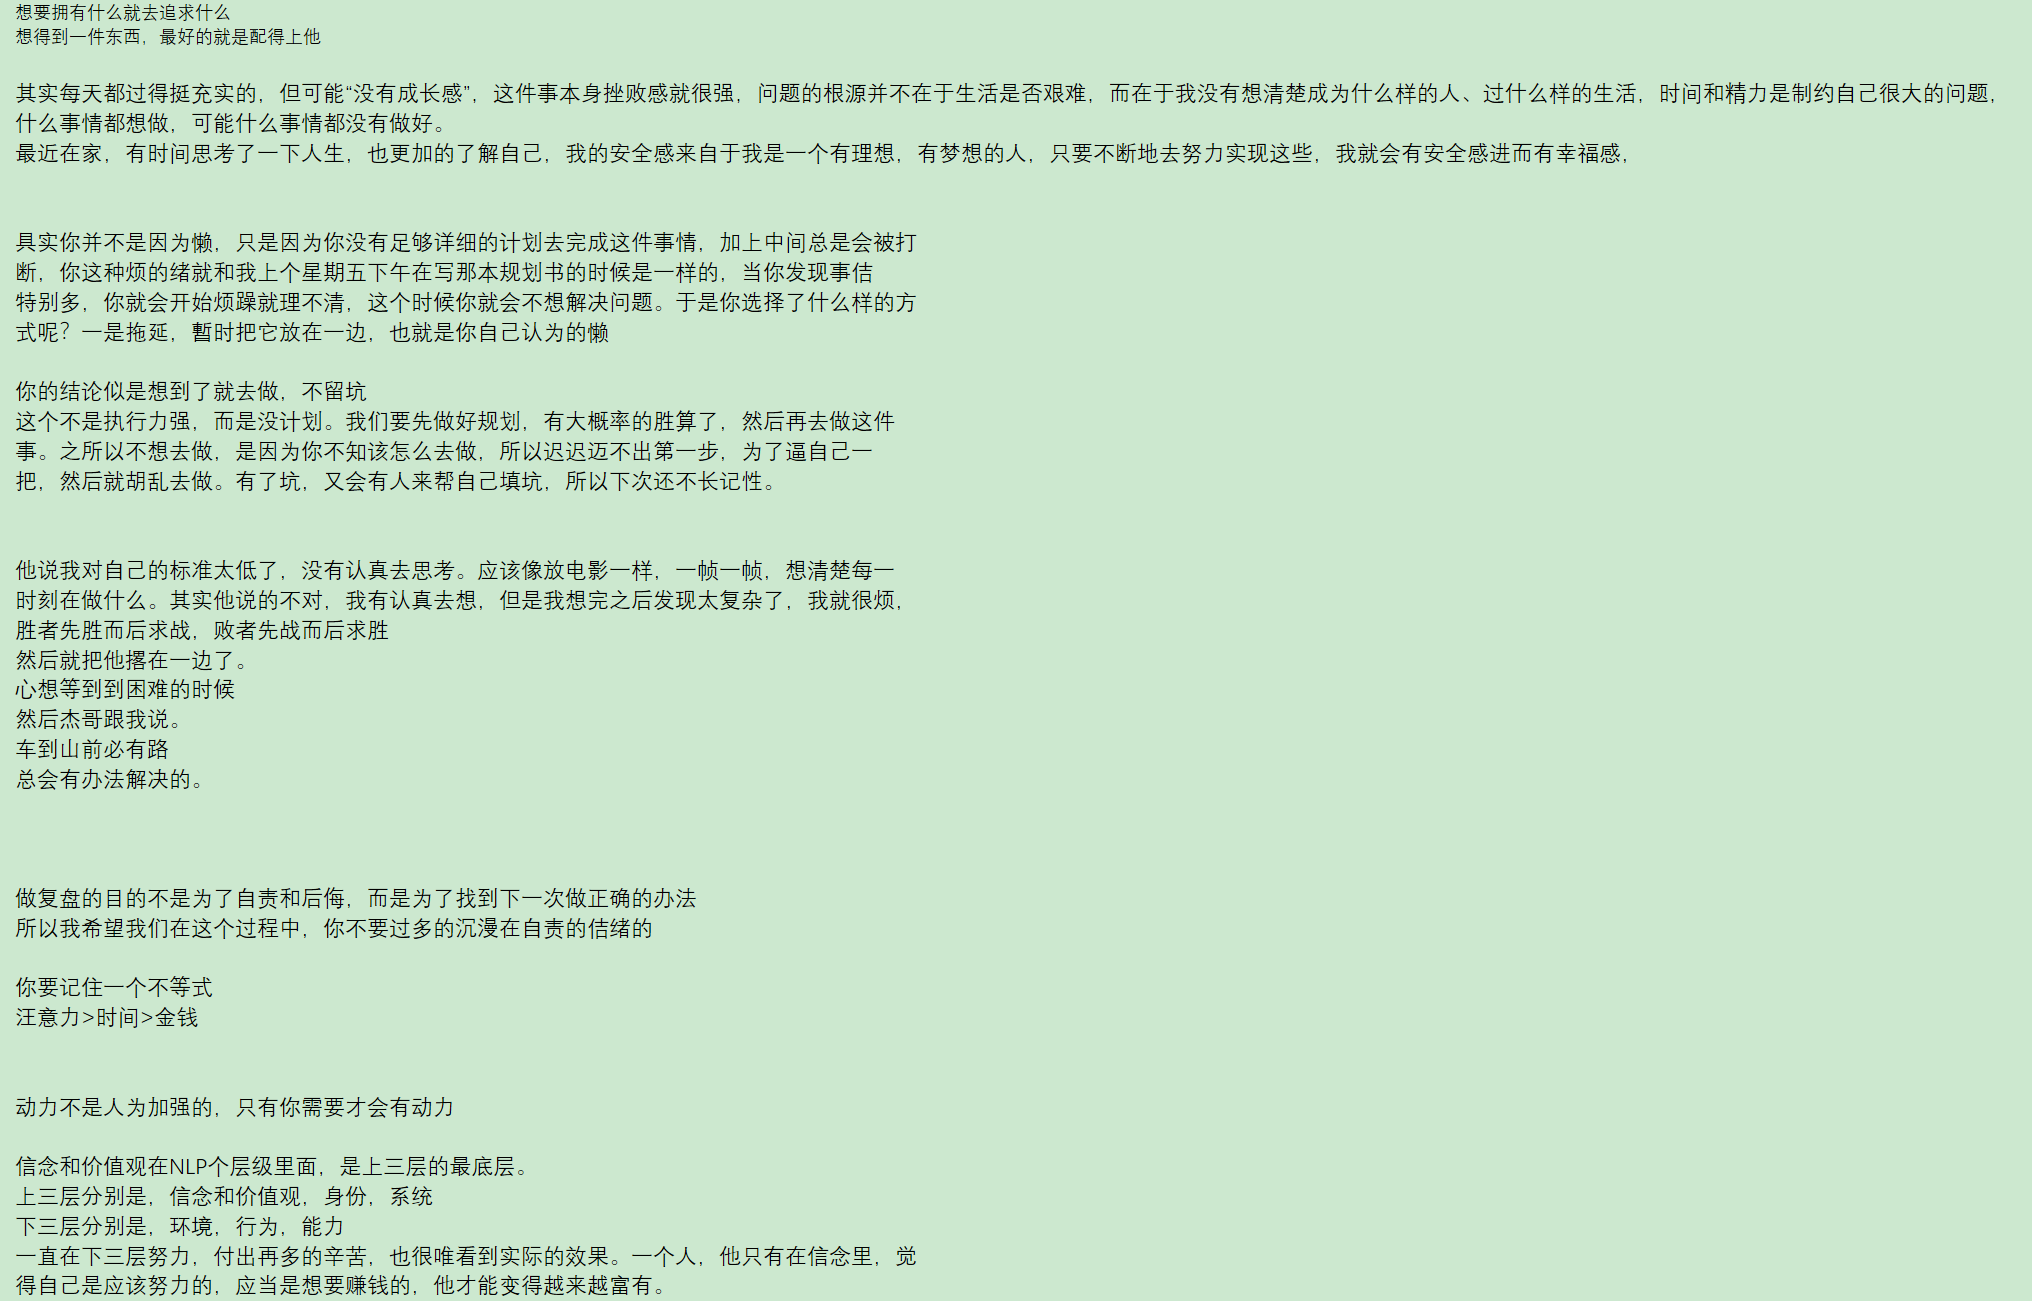 想要拥有什么就去追求什么
想得到一件东西，最好的就是配得上他
其实每天都过得挺充实的，但可能“没有成长感”，这件事本身挫败感就很强，问题的根源并不在于生活是否艰难，而在于我没有想清楚成为什么样的人、过什么样的生活，时间和精力是制约自己很大的问题，
什么事情都想做，可能什么事情都没有做好。
最近在家，有时间思考了一下人生，也更加的了解自己，我的安全感来自于我是一个有理想，有梦想的人，只要不断地去努力实现这些，我就会有安全感进而有幸福感，
具实你并不是因为懒，只是因为你没有足够详细的计划去完成这件事情，加上中间总是会被打
断，你这种烦的绪就和我上个星期五下午在写那本规划书的时候是一样的，当你发现事佶
特别多，你就会开始烦躁就理不清，这个时候你就会不想解决问题。于是你选择了什么样的方
式呢？一是拖延，暫时把它放在一边，也就是你自己认为的懒
你的结论似是想到了就去做，不留坑
这个不是执行力强，而是没计划。我们要先做好规划，有大概率的胜算了，然后再去做这件
事。之所以不想去做，是因为你不知该怎么去做，所以迟迟迈不出第一步，为了逼自己一
把，然后就胡乱去做。有了坑，又会有人来帮自己填坑，所以下次还不长记性。
他说我对自己的标准太低了，没有认真去思考。应该像放电影一样，一帧一帧，想清楚每一
时刻在做什么。其实他说的不对，我有认真去想，但是我想完之后发现太复杂了，我就很烦，
胜者先胜而后求战，败者先战而后求胜
然后就把他撂在一边了。
心想等到到困难的时候
然后杰哥跟我说。
车到山前必有路
总会有办法解决的。
做复盘的目的不是为了自责和后侮，而是为了找到下一次做正确的办法
所以我希望我们在这个过程中，你不要过多的沉漫在自责的佶绪的
你要记住一个不等式
汪意力>时间>金钱
动力不是人为加强的，只有你需要才会有动力
信念和价值观在NLP个层级里面，是上三层的最底层。
上三层分别是，信念和价值观，身份，系统
下三层分别是，环境，行为，能力
一直在下三层努力，付出再多的辛苦，也很唯看到实际的效果。一个人，他只有在信念里，觉
得自己是应该努力的，应当是想要赚钱的，他才能变得越来越富有。